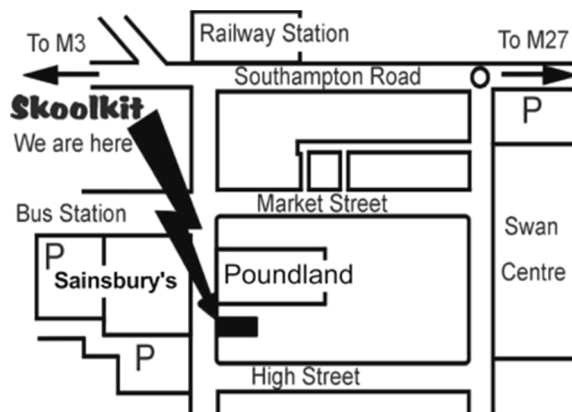 To M3
Railway Station
To M27
Southampton Road
Skoolkit
We are here
P
Market Street
Bus Station
Swan
Centre
P
Sainsbury's
Poundland
P
High Street